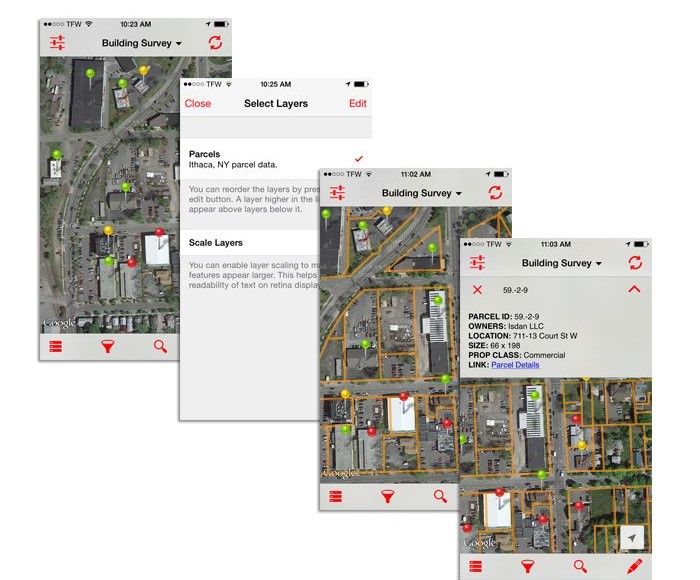 TFW 10:23 AM
Building Survey
Google
TFW 10:25 AM
Close Select Layers Edit
Parcels
Ithaca, NY parcel data.
You can reorder the layers by pres
edit button. A layer higher in the li
appear above layers below it.
Scale Layers
You can enable layer scaling to ma
features appear larger. This helps
readability of text on retina display
TFW 11:02 AM
Building Survey
Google
TFW 11:03 AM
Building Survey
59.-2-9
PARCEL ID: 59.-2-9
OWNERS: Isdan LLC
LOCATION: 711-13 Court St W
SIZE: 66 x 198
PROP CLASS: Commercial
LINK: Parcel Details
Google